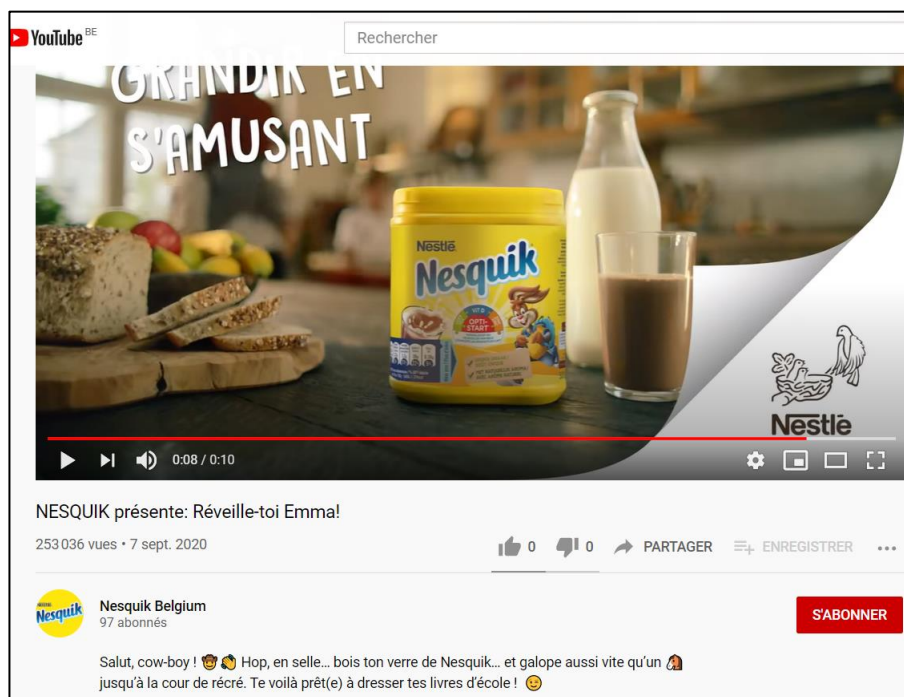 YouTube BE
Rechercher
GRANDIR EN
S'AMUSANT
Nestlé
Nesquik
VIT D
OPTI-
START
Nestlé
0:08 / 0:10
NESQUIK présente: Réveille-toi Emma!
253 036 vues • 7 sept. 2020
0
0
PARTAGER
ENREGISTRER
Nesquik
Nesquik Belgium
97 abonnés
S'ABONNER
Salut, cow-boy ! 🤠 👏 Hop, en selle... bois ton verre de Nesquik... et galope aussi vite qu'un 🐴
jusqu'à la cour de récré. Te voilà prêt(e) à dresser tes livres d'école ! 😉